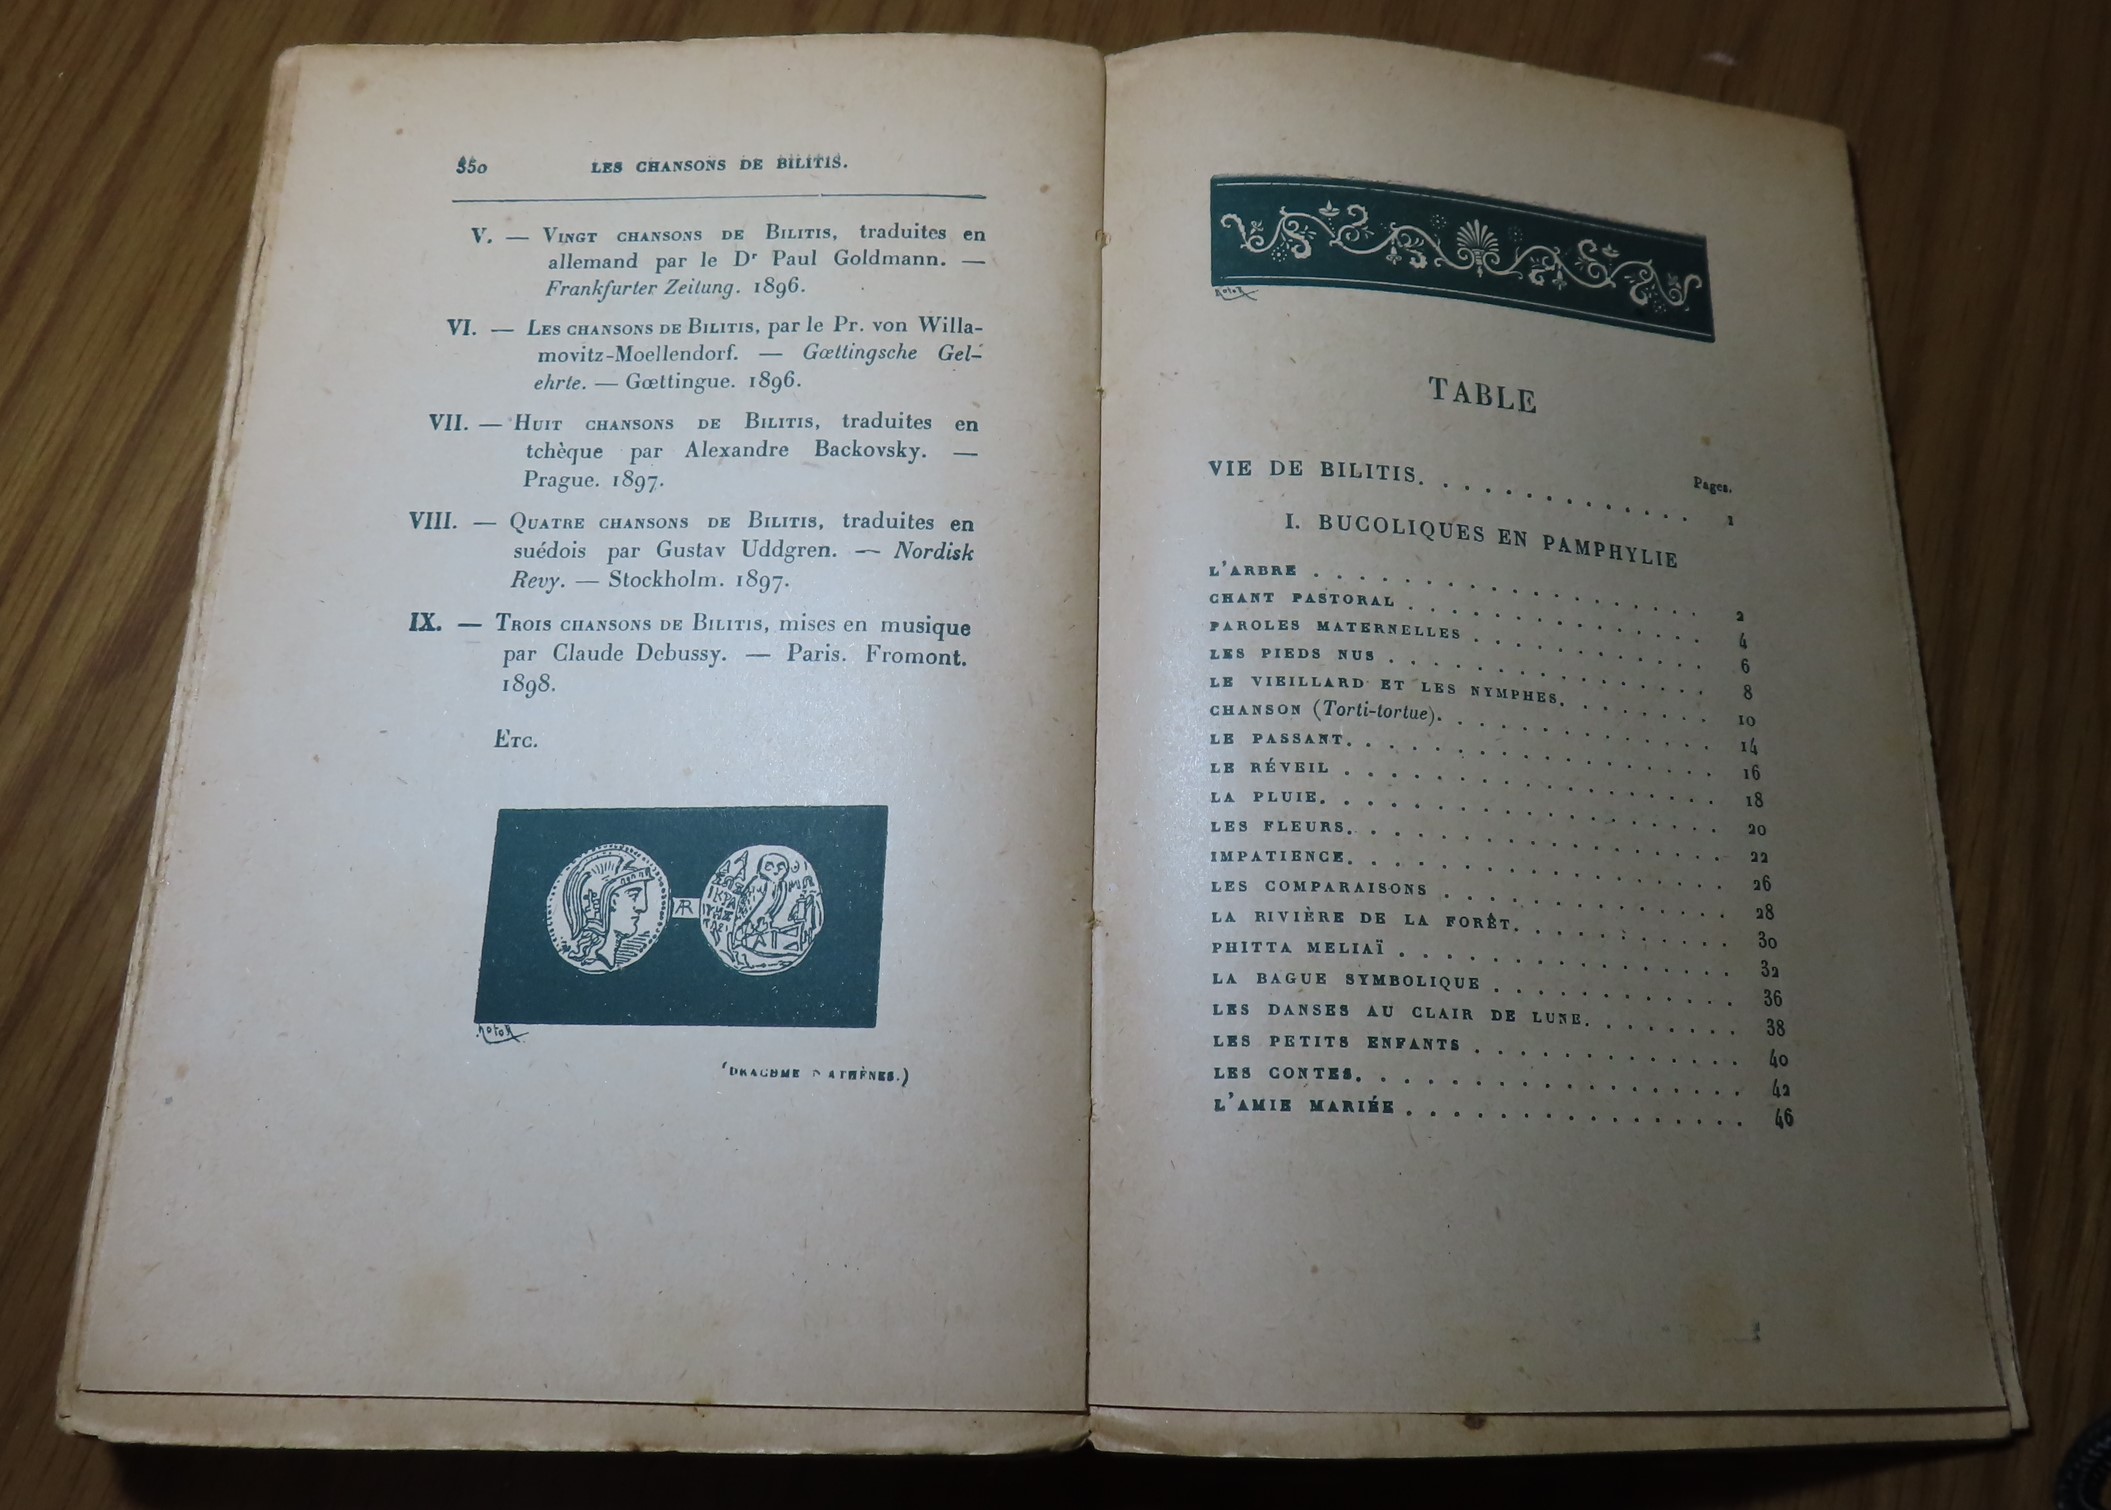 350 LES CHANSONS DE BILITIS.
V. — VINGT CHANSONS DE BILITIS, traduites en
allemand par le Dr Paul Goldmann. —
Frankfurter Zeitung. 1896.
VI. — LES CHANSONS DE BILITIS, par le Pr. von Willa-
movitz-Moellendorf. — Gœttingsche Gel-
ehrte. — Gœttingue. 1896.
VII. — HUIT CHANSONS DE BILITIS, traduites en
tchèque par Alexandre Backovsky. —
Prague. 1897.
VIII. — QUATRE CHANSONS DE BILITIS, traduites en
suédois par Gustav Uddgren. — Nordisk
Revy. — Stockholm. 1897.
IX. — TROIS CHANSONS DE BILITIS, mises en musique
par Claude Debussy. — Paris. Fromont.
1898.
ETC.
AR
Notor
(DRACHME D'ATHÈNES.)
Notor
TABLE
Pages.
VIE DE BILITIS. . . . . . . . . . . . . . 1
I. BUCOLIQUES EN PAMPHYLIE
L'ARBRE . . . . . . . . . . . . . . . . 2
CHANT PASTORAL . . . . . . . . . . . . . 4
PAROLES MATERNELLES . . . . . . . . . . . 6
LES PIEDS NUS . . . . . . . . . . . . . . 8
LE VIEILLARD ET LES NYMPHES. . . . . . . . 10
CHANSON (Torti-tortue). . . . . . . . . . . 14
LE PASSANT. . . . . . . . . . . . . . . . 16
LE RÉVEIL . . . . . . . . . . . . . . . . 18
LA PLUIE. . . . . . . . . . . . . . . . . 20
LES FLEURS. . . . . . . . . . . . . . . . 22
IMPATIENCE. . . . . . . . . . . . . . . . 26
LES COMPARAISONS . . . . . . . . . . . . . 28
LA RIVIÈRE DE LA FORÊT. . . . . . . . . . 30
PHITTA MELIAÏ . . . . . . . . . . . . . . 32
LA BAGUE SYMBOLIQUE . . . . . . . . . . . 36
LES DANSES AU CLAIR DE LUNE. . . . . . . . 38
LES PETITS ENFANTS . . . . . . . . . . . . 40
LES CONTES. . . . . . . . . . . . . . . . 42
L'AMIE MARIÉE . . . . . . . . . . . . . . 46